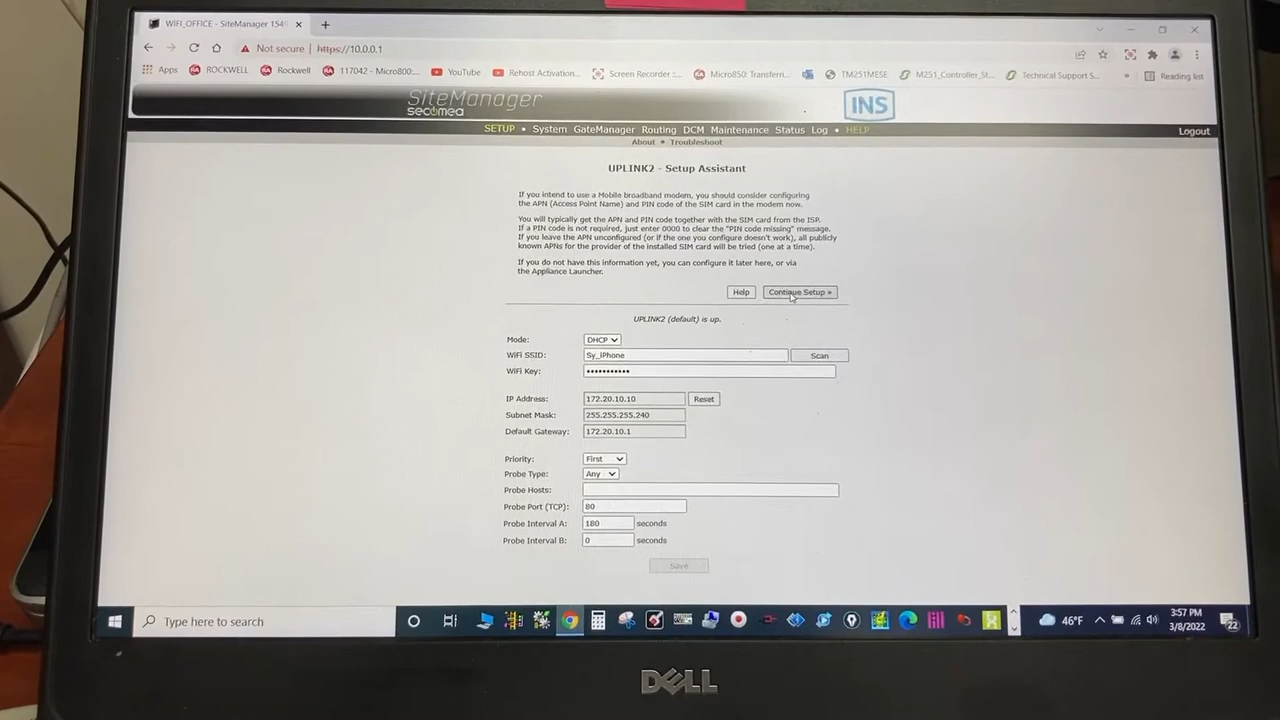 WIFI_OFFICE - SiteManager 1549
Not secure | https://10.0.0.1
Apps ROCKWELL Rockwell 117042 - Micro800:... YouTube Rehost Activation... Screen Recorder ::... Micro850: Transferri... TM251MESE M251_Controller_St... Technical Support S... » Reading list
SiteManager
secomea
INS
SETUP • System GateManager Routing DCM Maintenance Status Log • HELP Logout
About • Troubleshoot
UPLINK2 - Setup Assistant
If you intend to use a Mobile broadband modem, you should consider configuring
the APN (Access Point Name) and PIN code of the SIM card in the modem now.
You will typically get the APN and PIN code together with the SIM card from the ISP.
If a PIN code is not required, just enter 0000 to clear the "PIN code missing" message.
If you leave the APN unconfigured (or if the one you configure doesn't work), all publicly
known APNs for the provider of the installed SIM card will be tried (one at a time).
If you do not have this information yet, you can configure it later here, or via
the Appliance Launcher.
Help Continue Setup »
UPLINK2 (default) is up.
Mode: DHCP
WiFi SSID: Sy_iPhone Scan
WiFi Key: •••••••••••
IP Address: 172.20.10.10 Reset
Subnet Mask: 255.255.255.240
Default Gateway: 172.20.10.1
Priority: First
Probe Type: Any
Probe Hosts:
Probe Port (TCP): 80
Probe Interval A: 180 seconds
Probe Interval B: 0 seconds
Save
Type here to search
46°F
3:57 PM
3/8/2022
22
DELL